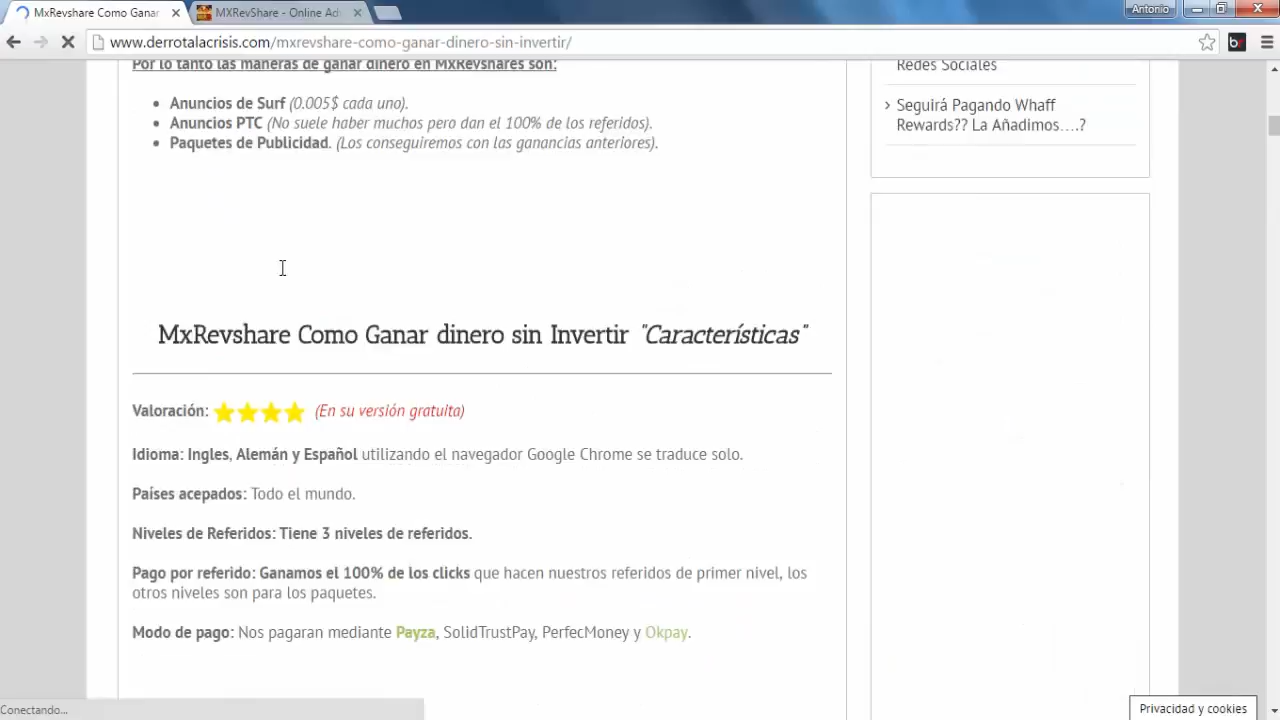 MxRevshare Como Ganar
MXRevShare - Online Adv
Antonio
www.derrotalacrisis.com/mxrevshare-como-ganar-dinero-sin-invertir/
Por lo tanto las maneras de ganar dinero en MxRevshares son:
Anuncios de Surf (0.005$ cada uno).
Anuncios PTC (No suele haber muchos pero dan el 100% de los referidos).
Paquetes de Publicidad. (Los conseguiremos con las ganancias anteriores).
MxRevshare Como Ganar dinero sin Invertir "Características"
Valoración: (En su versión gratuita)
Idioma: Ingles, Alemán y Español utilizando el navegador Google Chrome se traduce solo.
Países acepados: Todo el mundo.
Niveles de Referidos: Tiene 3 niveles de referidos.
Pago por referido: Ganamos el 100% de los clicks que hacen nuestros referidos de primer nivel, los
otros niveles son para los paquetes.
Modo de pago: Nos pagaran mediante Payza, SolidTrustPay, PerfecMoney y Okpay.
Redes Sociales
Seguirá Pagando Whaff
Rewards?? La Añadimos....?
Conectando...
Privacidad y cookies